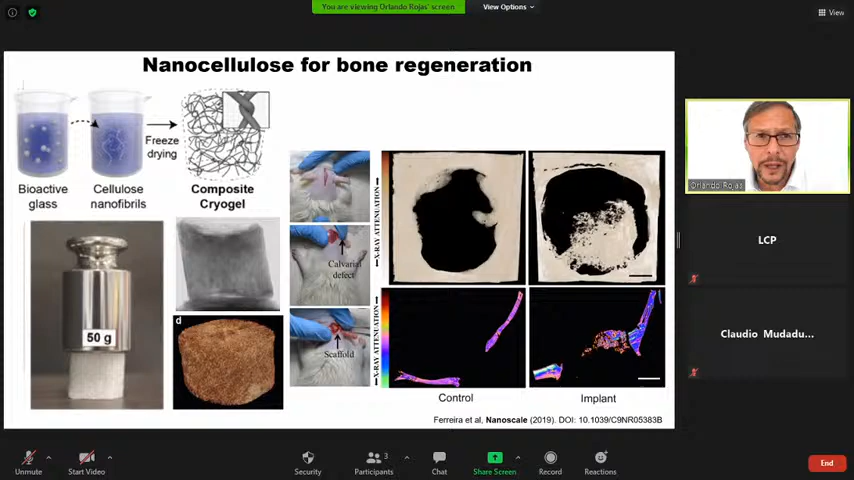 You are viewing Orlando Rojas' screen
View Options
View
Nanocellulose for bone regeneration
Freeze
drying
Bioactive
glass
Cellulose
nanofibrils
Composite
Cryogel
50 g
d
Calvarial
defect
Scaffold
X-RAY ATTENUATION
X-RAY ATTENUATION
Control
Implant
Ferreira et al, Nanoscale (2019). DOI: 10.1039/C9NR05383B
Orlando Rojas
LCP
Claudio Mudadu...
Unmute
Start Video
Security
Participants
3
Chat
Share Screen
Record
Reactions
End